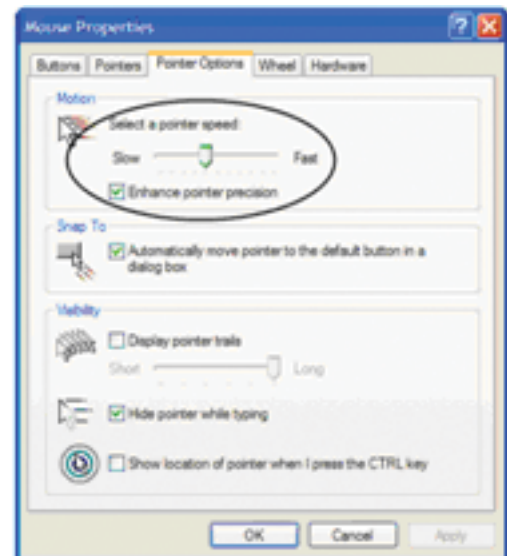 Mouse Properties
Buttons Pointers Pointer Options Wheel Hardware
Motion
Select a pointer speed:
Slow Fast
Enhance pointer precision
Snap To
Automatically move pointer to the default button in a
dialog box
Visibility
Display pointer trails
Short Long
Hide pointer while typing
Show location of pointer when I press the CTRL key
OK Cancel Apply